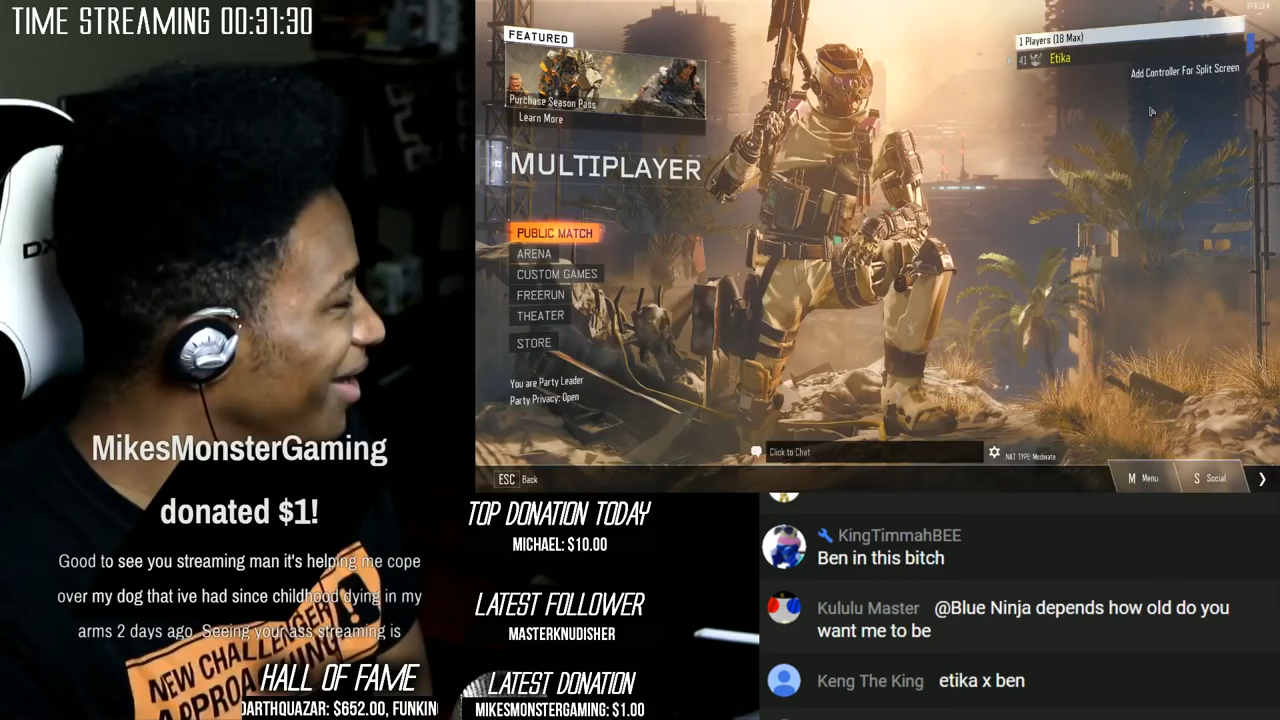 TIME STREAMING 00:31:30
FEATURED
Purchase Season Pass
Learn More
MULTIPLAYER
PUBLIC MATCH
ARENA
CUSTOM GAMES
FREERUN
THEATER
STORE
You are Party Leader
Party Privacy: Open
1 Players (18 Max)
41 Etika
Add Controller For Split Screen
Click to Chat
NAT TYPE: Moderate
ESC Back
M Menu
S Social
DX
MikesMonsterGaming
donated $1!
Good to see you streaming man it's helping me cope
over my dog that ive had since childhood dying in my
arms 2 days ago. Seeing your ass streaming is
NEW CHALLENGER
APPROACHING!
HALL OF FAME
DARTHQUAZAR: $652.00, FUNKIN
TOP DONATION TODAY
MICHAEL: $10.00
LATEST FOLLOWER
MASTERKNUDISHER
LATEST DONATION
MIKESMONSTERGAMING: $1.00
KingTimmahBEE
Ben in this bitch
Kululu Master @Blue Ninja depends how old do you
want me to be
Keng The King etika x ben